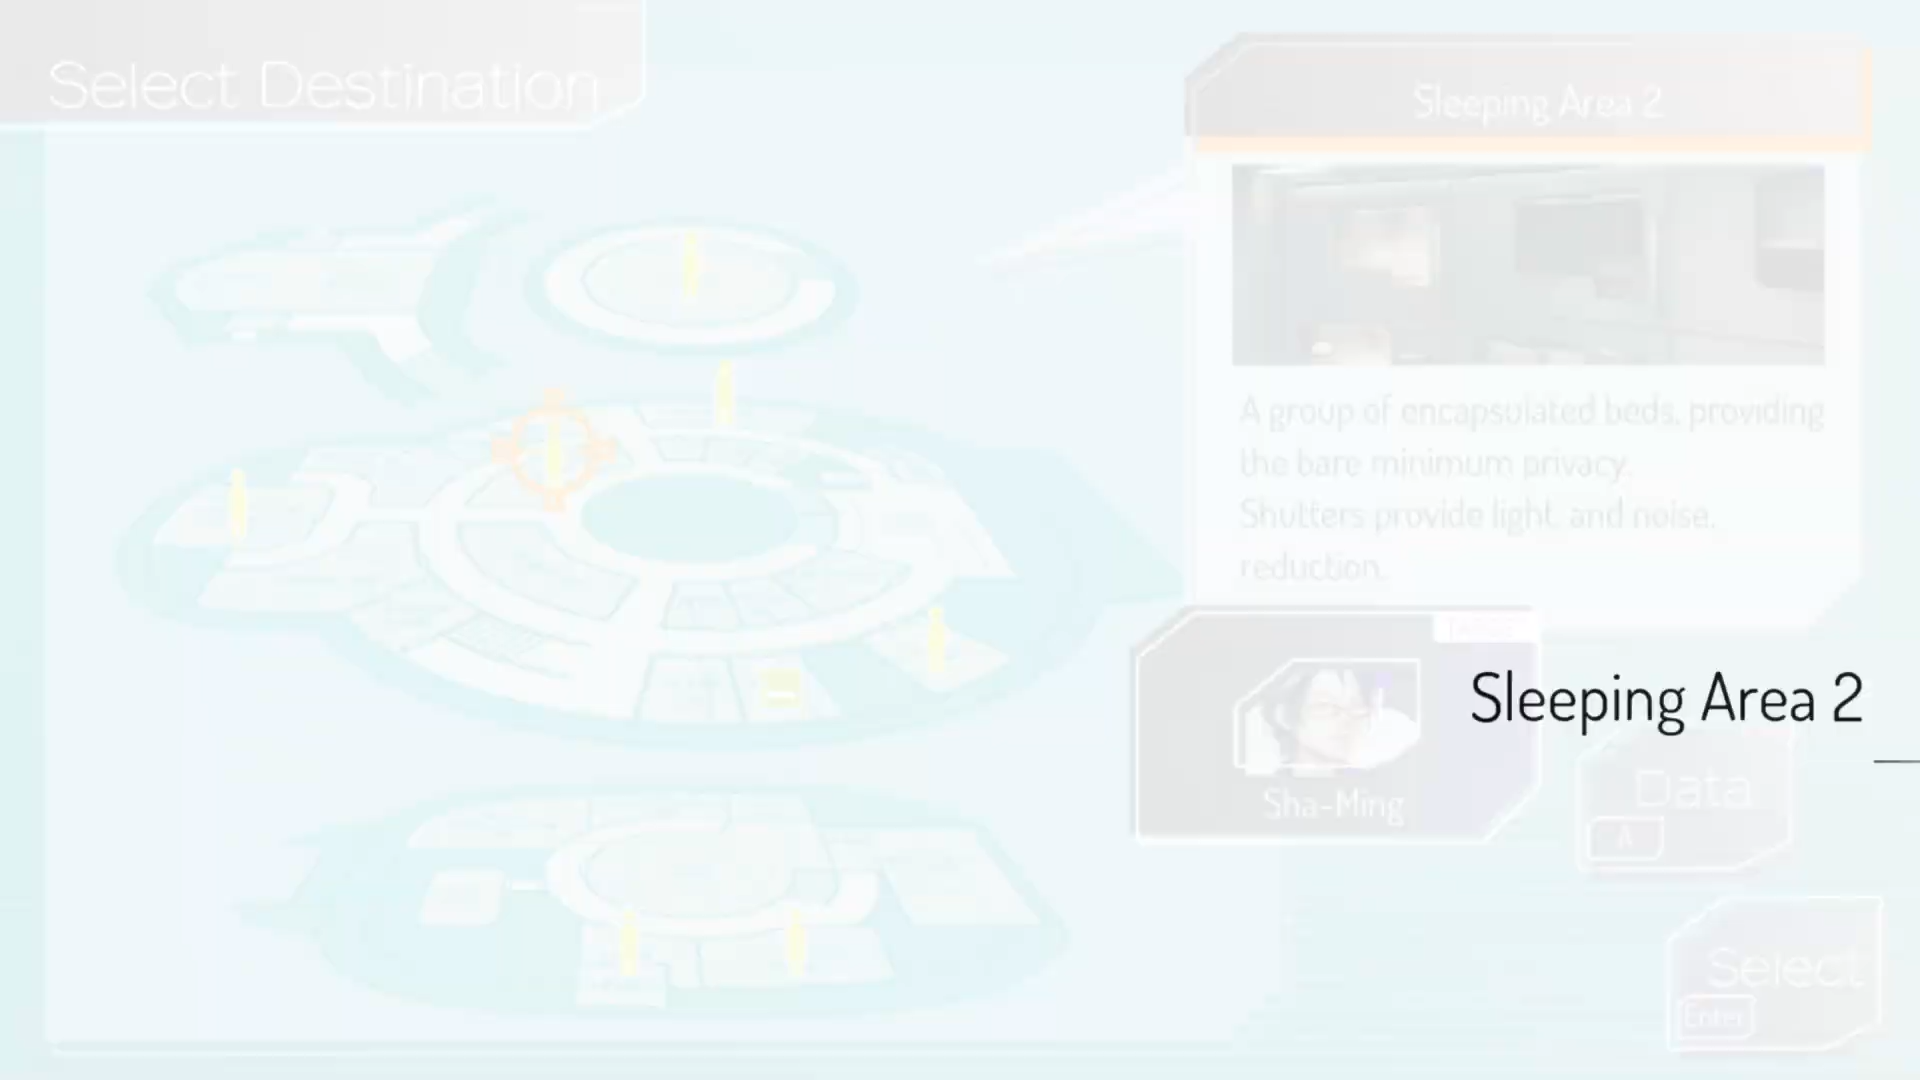 Select Destination
Sleeping Area 2
A group of encapsulated beds, providing
the bare minimum privacy.
Shutters provide light, and noise,
reduction.
Sha-Ming
Sleeping Area 2
Data
A
Select
Enter